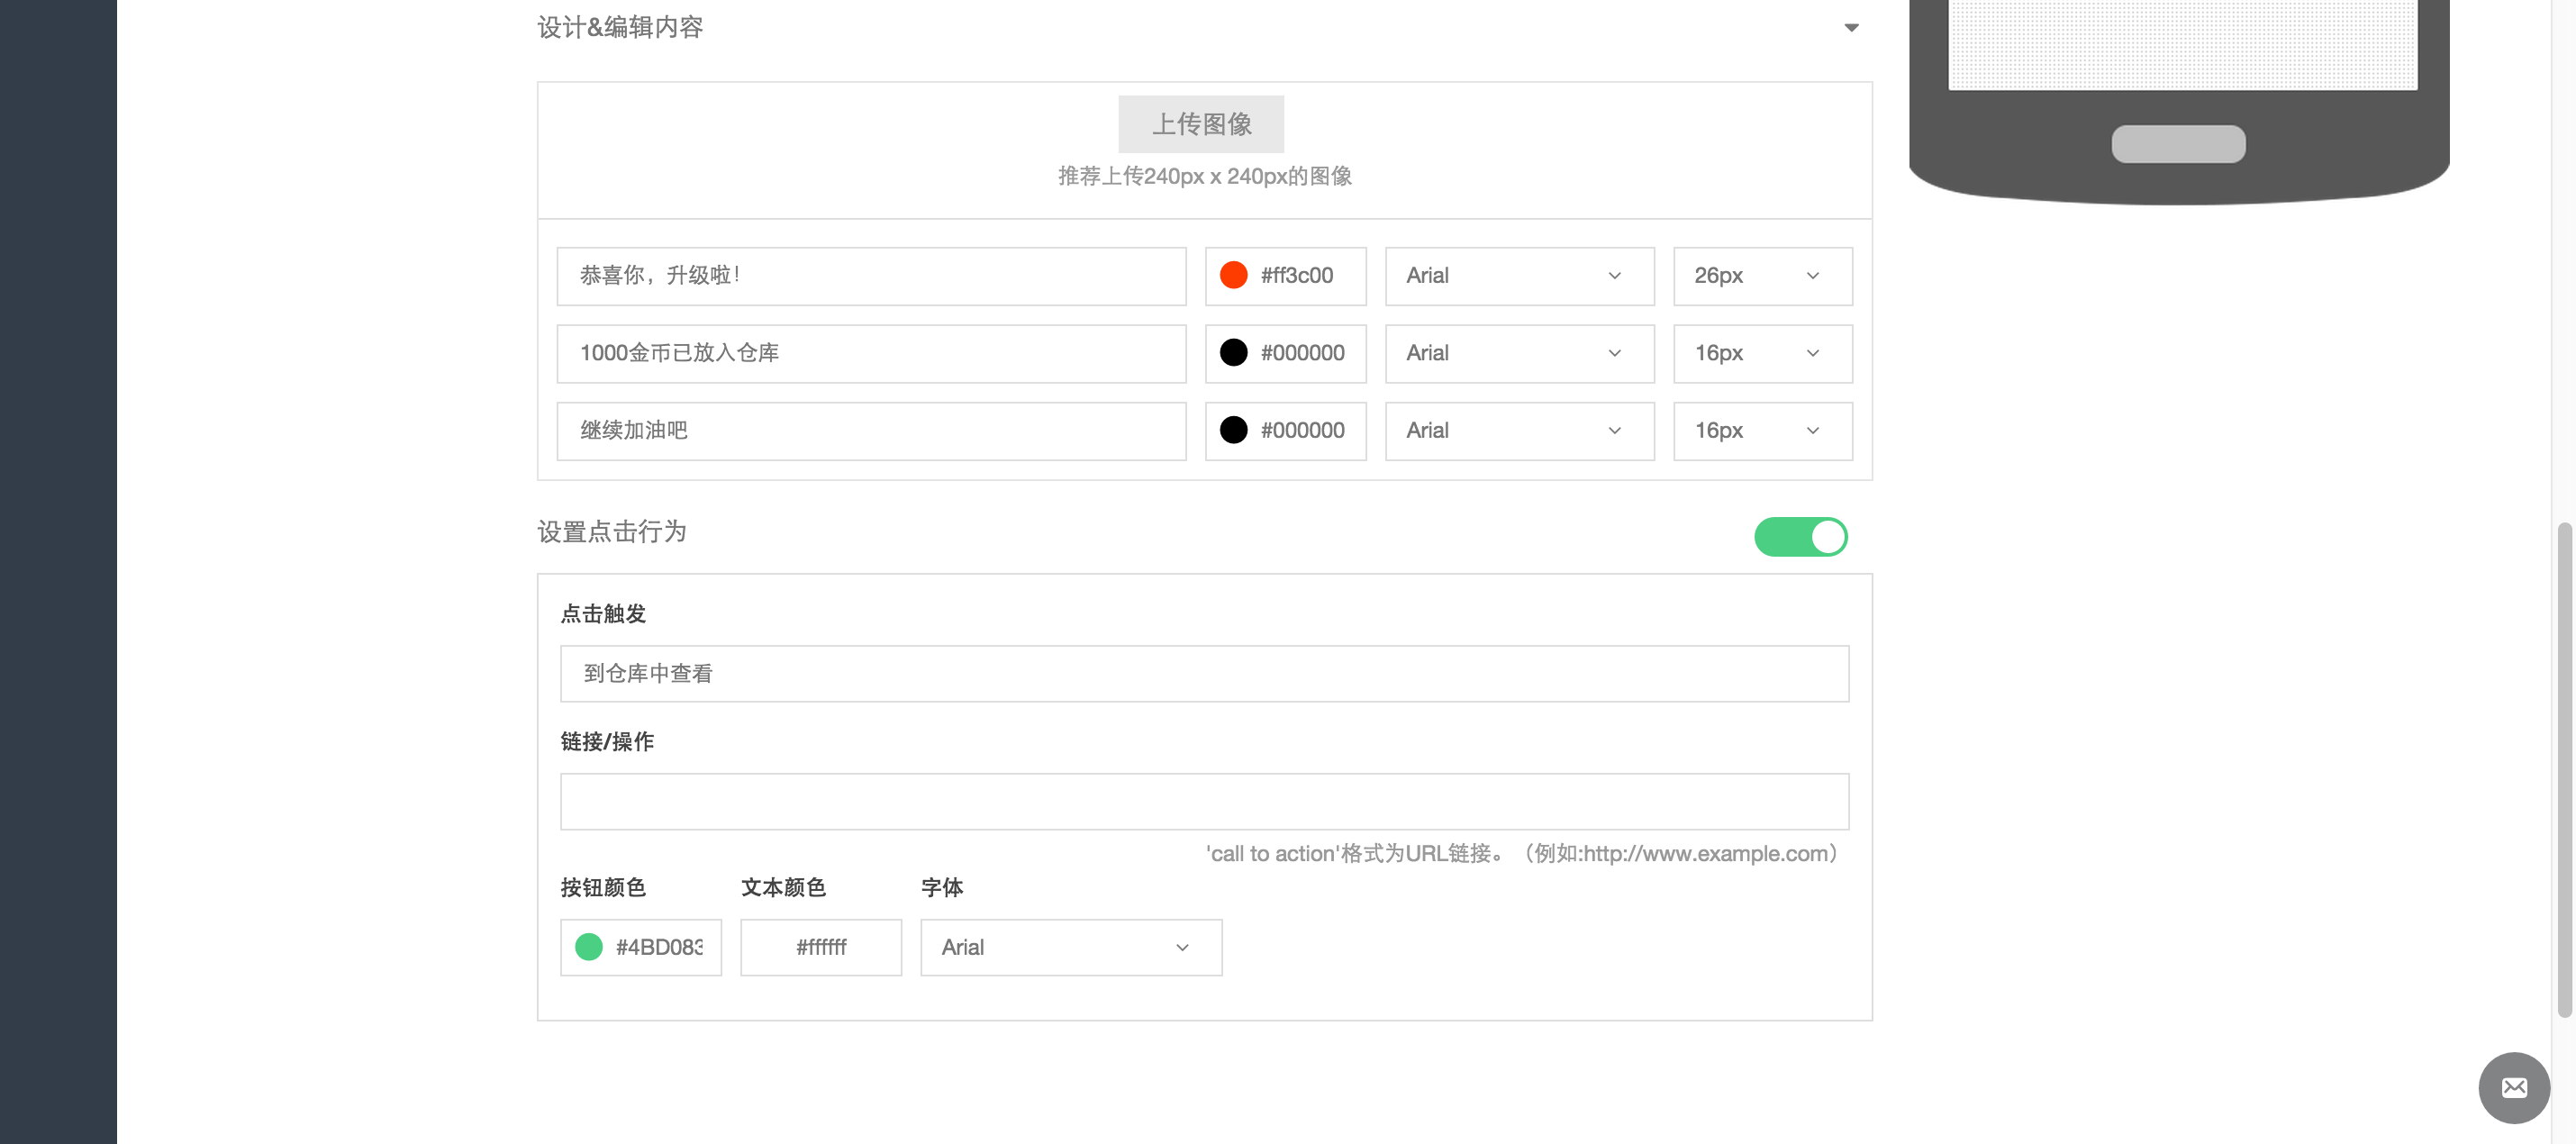 设计&编辑内容
上传图像
推荐上传240px x 240px的图像
恭喜你，升级啦！ #ff3c00 Arial 26px
1000金币已放入仓库 #000000 Arial 16px
继续加油吧 #000000 Arial 16px
设置点击行为
点击触发
到仓库中查看
链接/操作
'call to action'格式为URL链接。（例如:http://www.example.com）
按钮颜色 文本颜色 字体
#4BD083 #ffffff Arial